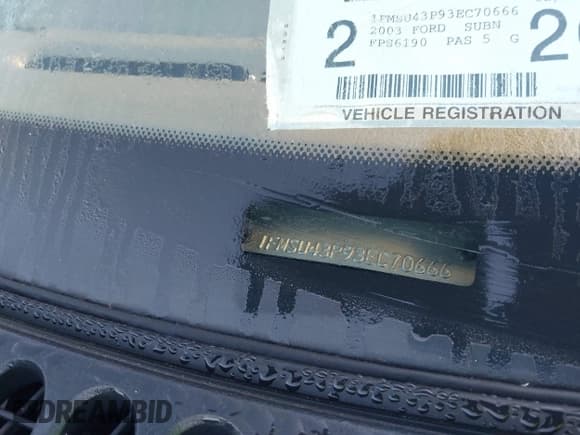 1FMSU43P93EC70666
2003 FORD SUBN
2 FPS6190 PAS 5 G 2
VEHICLE REGISTRATION
1FMSU43P93EC70666
DREAMBID